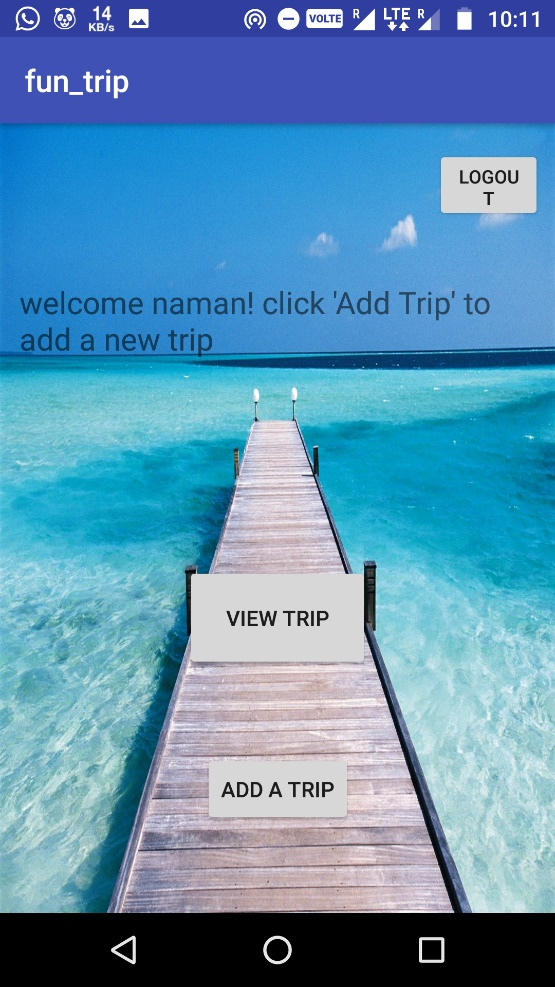 14
KB/s
VOLTE
R
LTE
R
10:11
fun_trip
LOGOU
T
welcome naman! click 'Add Trip' to
add a new trip
VIEW TRIP
ADD A TRIP